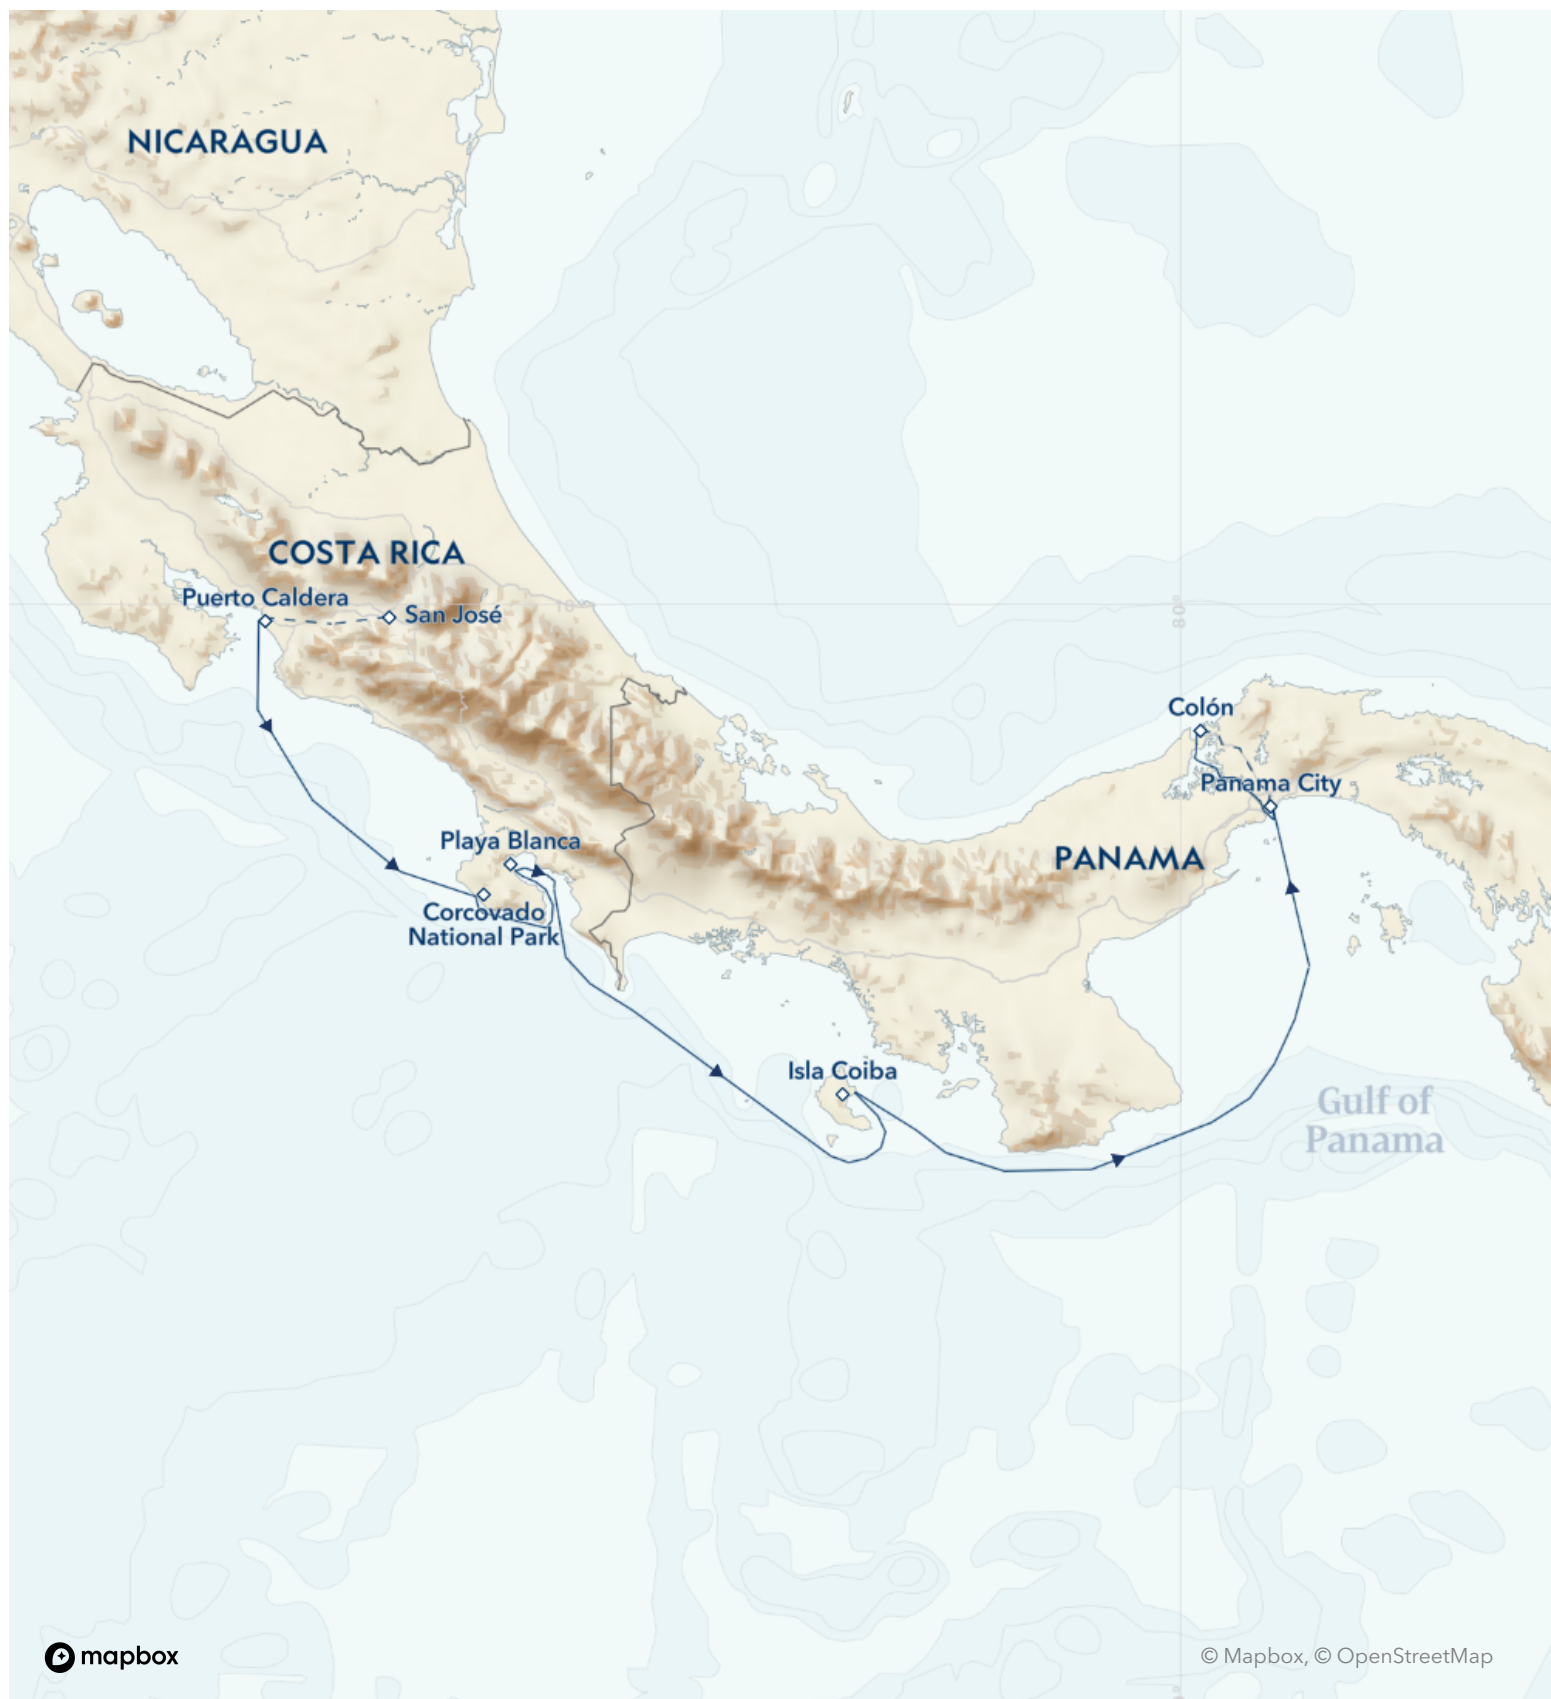 NICARAGUA
COSTA RICA
Puerto Caldera
San José
10°
80°
Colón
Panama City
Playa Blanca
PANAMA
Corcovado
National Park
Isla Coiba
Gulf of
Panama
mapbox
© Mapbox, © OpenStreetMap